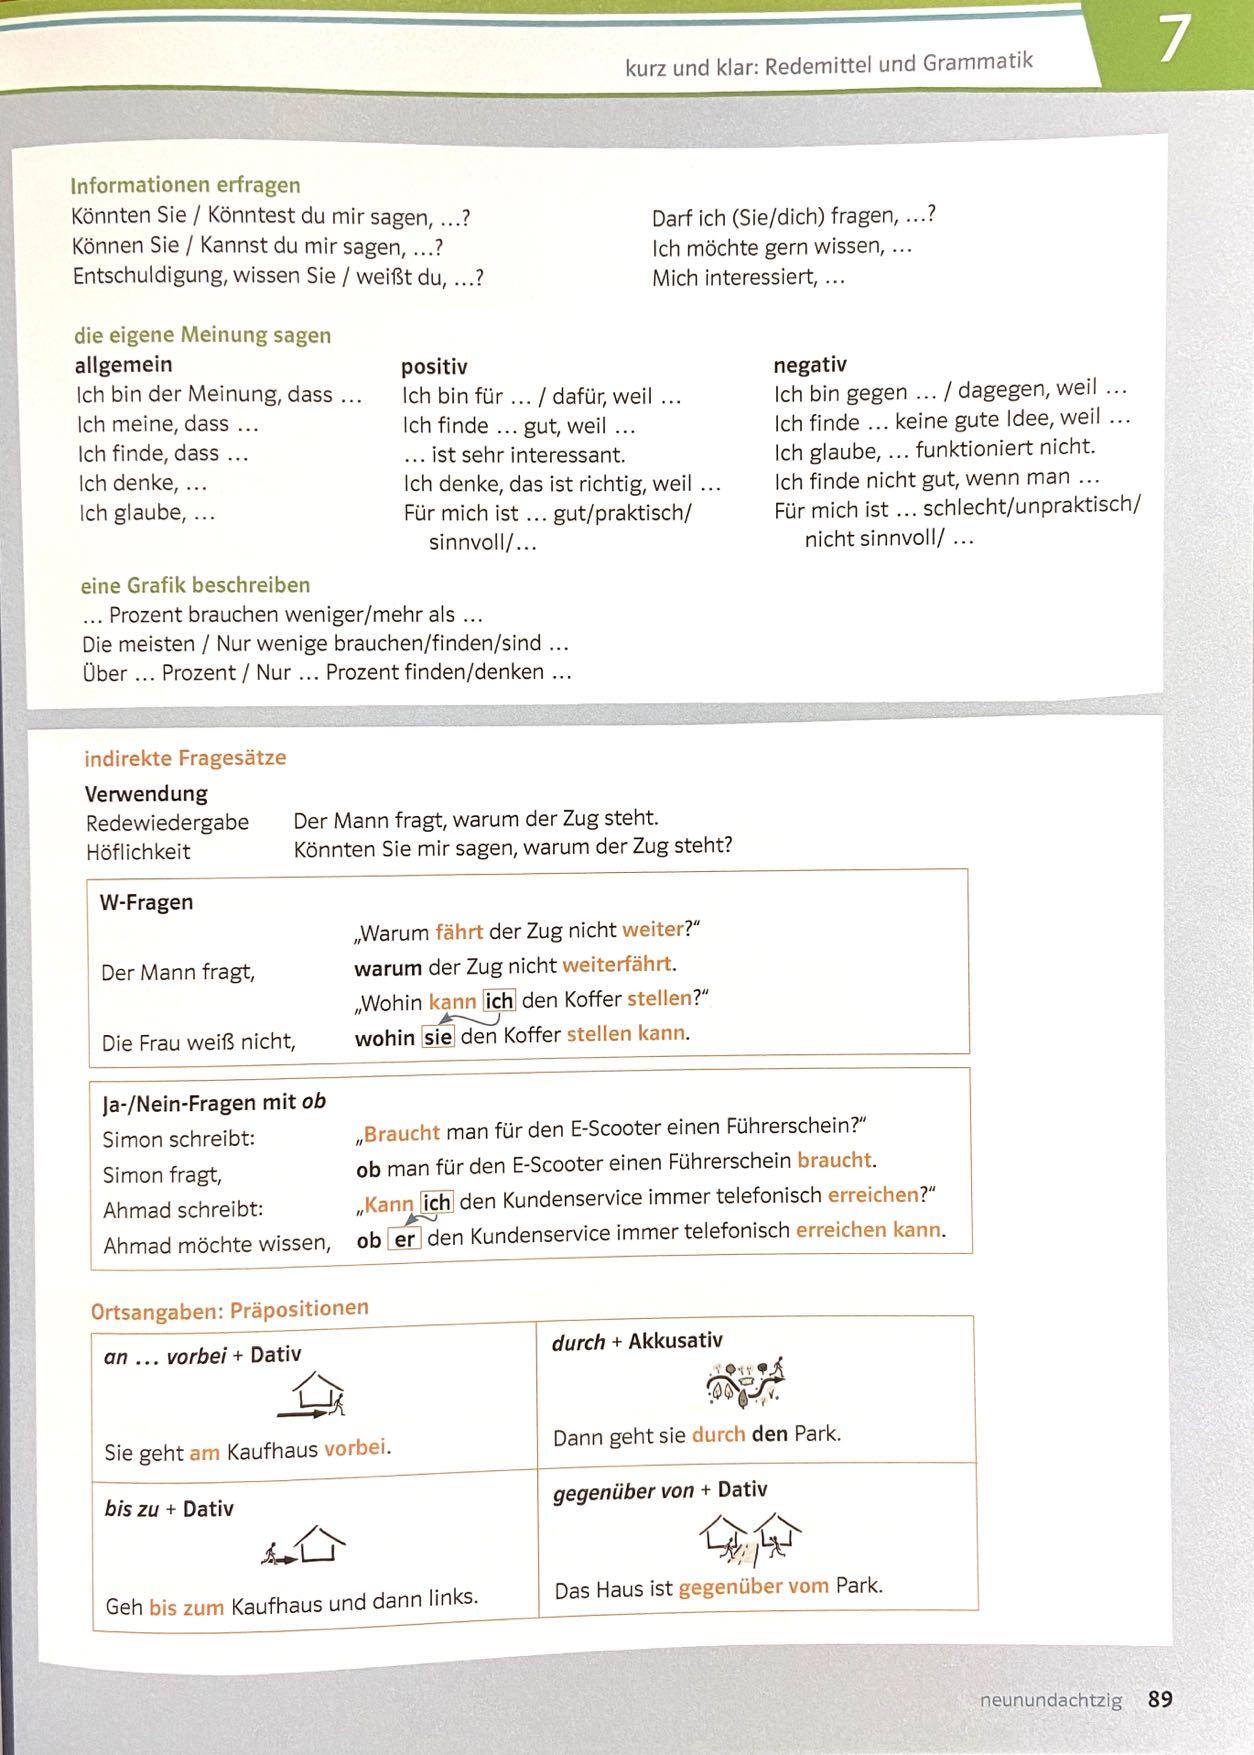 7
kurz und klar: Redemittel und Grammatik
Informationen erfragen
Könnten Sie / Könntest du mir sagen, …?
Können Sie / Kannst du mir sagen, …?
Entschuldigung, wissen Sie / weißt du, …?
Darf ich (Sie/dich) fragen, …?
Ich möchte gern wissen, …
Mich interessiert, …
die eigene Meinung sagen
allgemein
Ich bin der Meinung, dass …
Ich meine, dass …
Ich finde, dass …
Ich denke, …
Ich glaube, …
positiv
Ich bin für … / dafür, weil …
Ich finde … gut, weil …
… ist sehr interessant.
Ich denke, das ist richtig, weil …
Für mich ist … gut/praktisch/
sinnvoll/…
negativ
Ich bin gegen … / dagegen, weil …
Ich finde … keine gute Idee, weil …
Ich glaube, … funktioniert nicht.
Ich finde nicht gut, wenn man …
Für mich ist … schlecht/unpraktisch/
nicht sinnvoll/ …
eine Grafik beschreiben
… Prozent brauchen weniger/mehr als …
Die meisten / Nur wenige brauchen/finden/sind …
Über … Prozent / Nur … Prozent finden/denken …
indirekte Fragesätze
Verwendung
Redewiedergabe Der Mann fragt, warum der Zug steht.
Höflichkeit Könnten Sie mir sagen, warum der Zug steht?
W-Fragen
„Warum fährt der Zug nicht weiter?“
Der Mann fragt, warum der Zug nicht weiterfährt.
„Wohin kann ich den Koffer stellen?“
Die Frau weiß nicht, wohin sie den Koffer stellen kann.
Ja-/Nein-Fragen mit ob
Simon schreibt: „Braucht man für den E-Scooter einen Führerschein?“
Simon fragt, ob man für den E-Scooter einen Führerschein braucht.
Ahmad schreibt: „Kann ich den Kundenservice immer telefonisch erreichen?“
Ahmad möchte wissen, ob er den Kundenservice immer telefonisch erreichen kann.
Ortsangaben: Präpositionen
an … vorbei + Dativ
Sie geht am Kaufhaus vorbei.
durch + Akkusativ
Dann geht sie durch den Park.
bis zu + Dativ
Geh bis zum Kaufhaus und dann links.
gegenüber von + Dativ
Das Haus ist gegenüber vom Park.
neunundachtzig 89